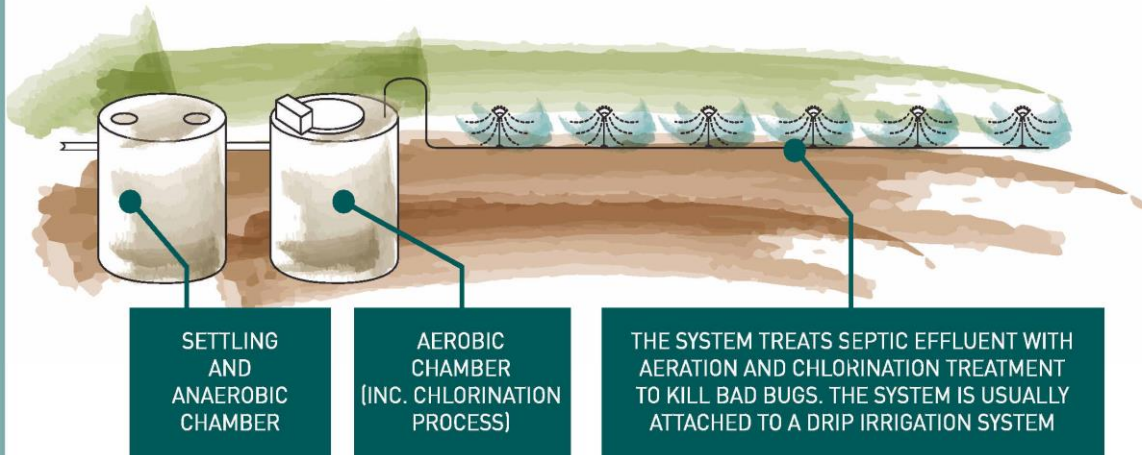 SETTLING
AND
ANAEROBIC
CHAMBER
AEROBIC
CHAMBER
(INC. CHLORINATION
PROCESS)
THE SYSTEM TREATS SEPTIC EFFLUENT WITH
AERATION AND CHLORINATION TREATMENT
TO KILL BAD BUGS. THE SYSTEM IS USUALLY
ATTACHED TO A DRIP IRRIGATION SYSTEM